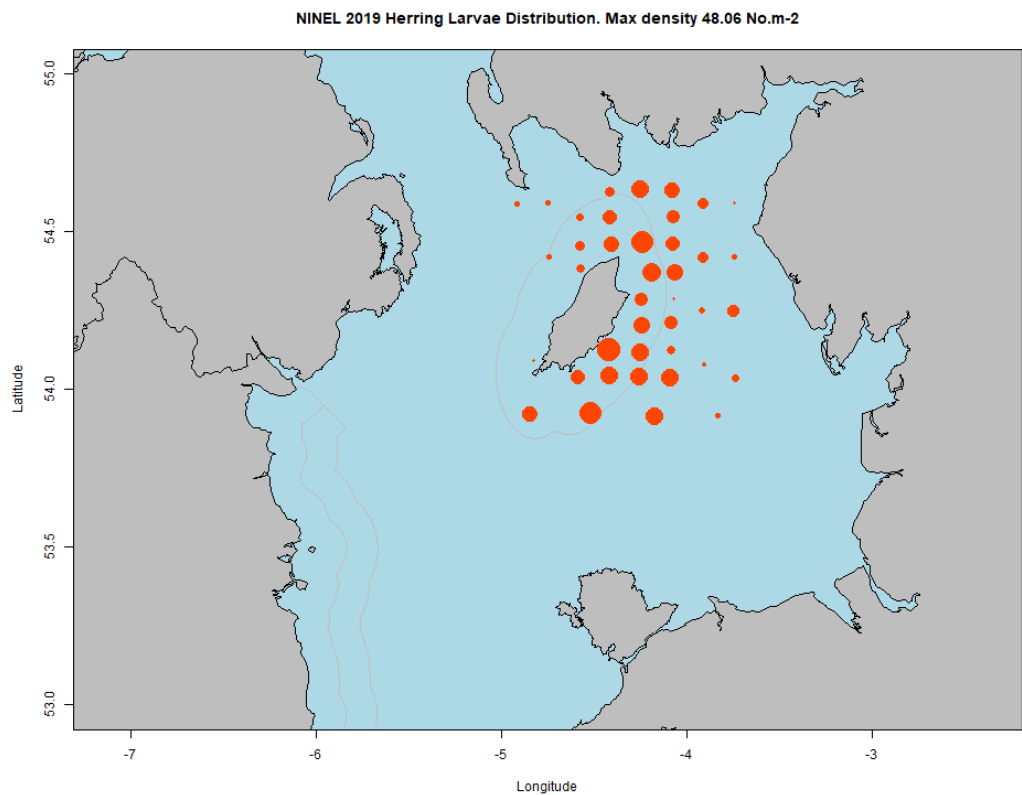 NINEL 2019 Herring Larvae Distribution. Max density 48.06 No.m-2
55.0
54.5
54.0
53.5
53.0
Latitude
-7 -6 -5 -4 -3
Longitude